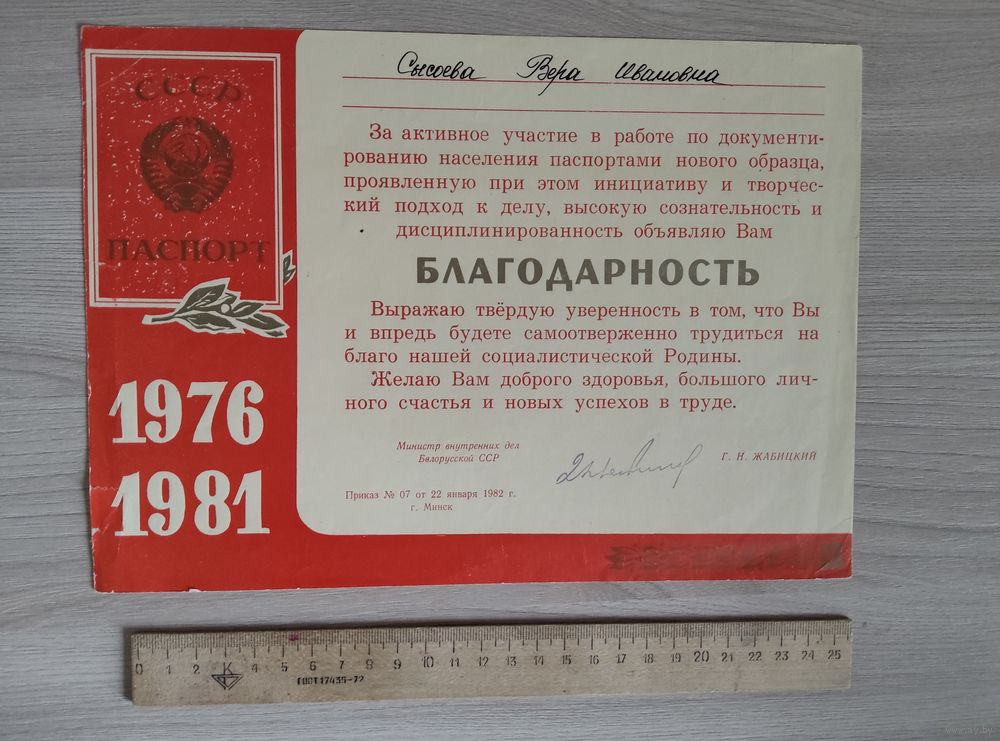 СССР
ПАСПОРТ
1976
1981
Сысоева Вера Ивановна
За активное участие в работе по документи-
рованию населения паспортами нового образца,
проявленную при этом инициативу и творчес-
кий подход к делу, высокую сознательность и
дисциплинированность объявляю Вам
БЛАГОДАРНОСТЬ
Выражаю твёрдую уверенность в том, что Вы
и впредь будете самоотверженно трудиться на
благо нашей социалистической Родины.
Желаю Вам доброго здоровья, большого лич-
ного счастья и новых успехов в труде.
Министр внутренних дел
Белорусской ССР
Г. Н. ЖАБИЦКИЙ
Приказ № 07 от 22 января 1982 г.
г. Минск
0 1 2 4 5 6 7 8 9 10 11 12 13 14 15 16 17 18 19 20 21 22 23 24 25
К
ГОСТ 17435-72
www.ay.by